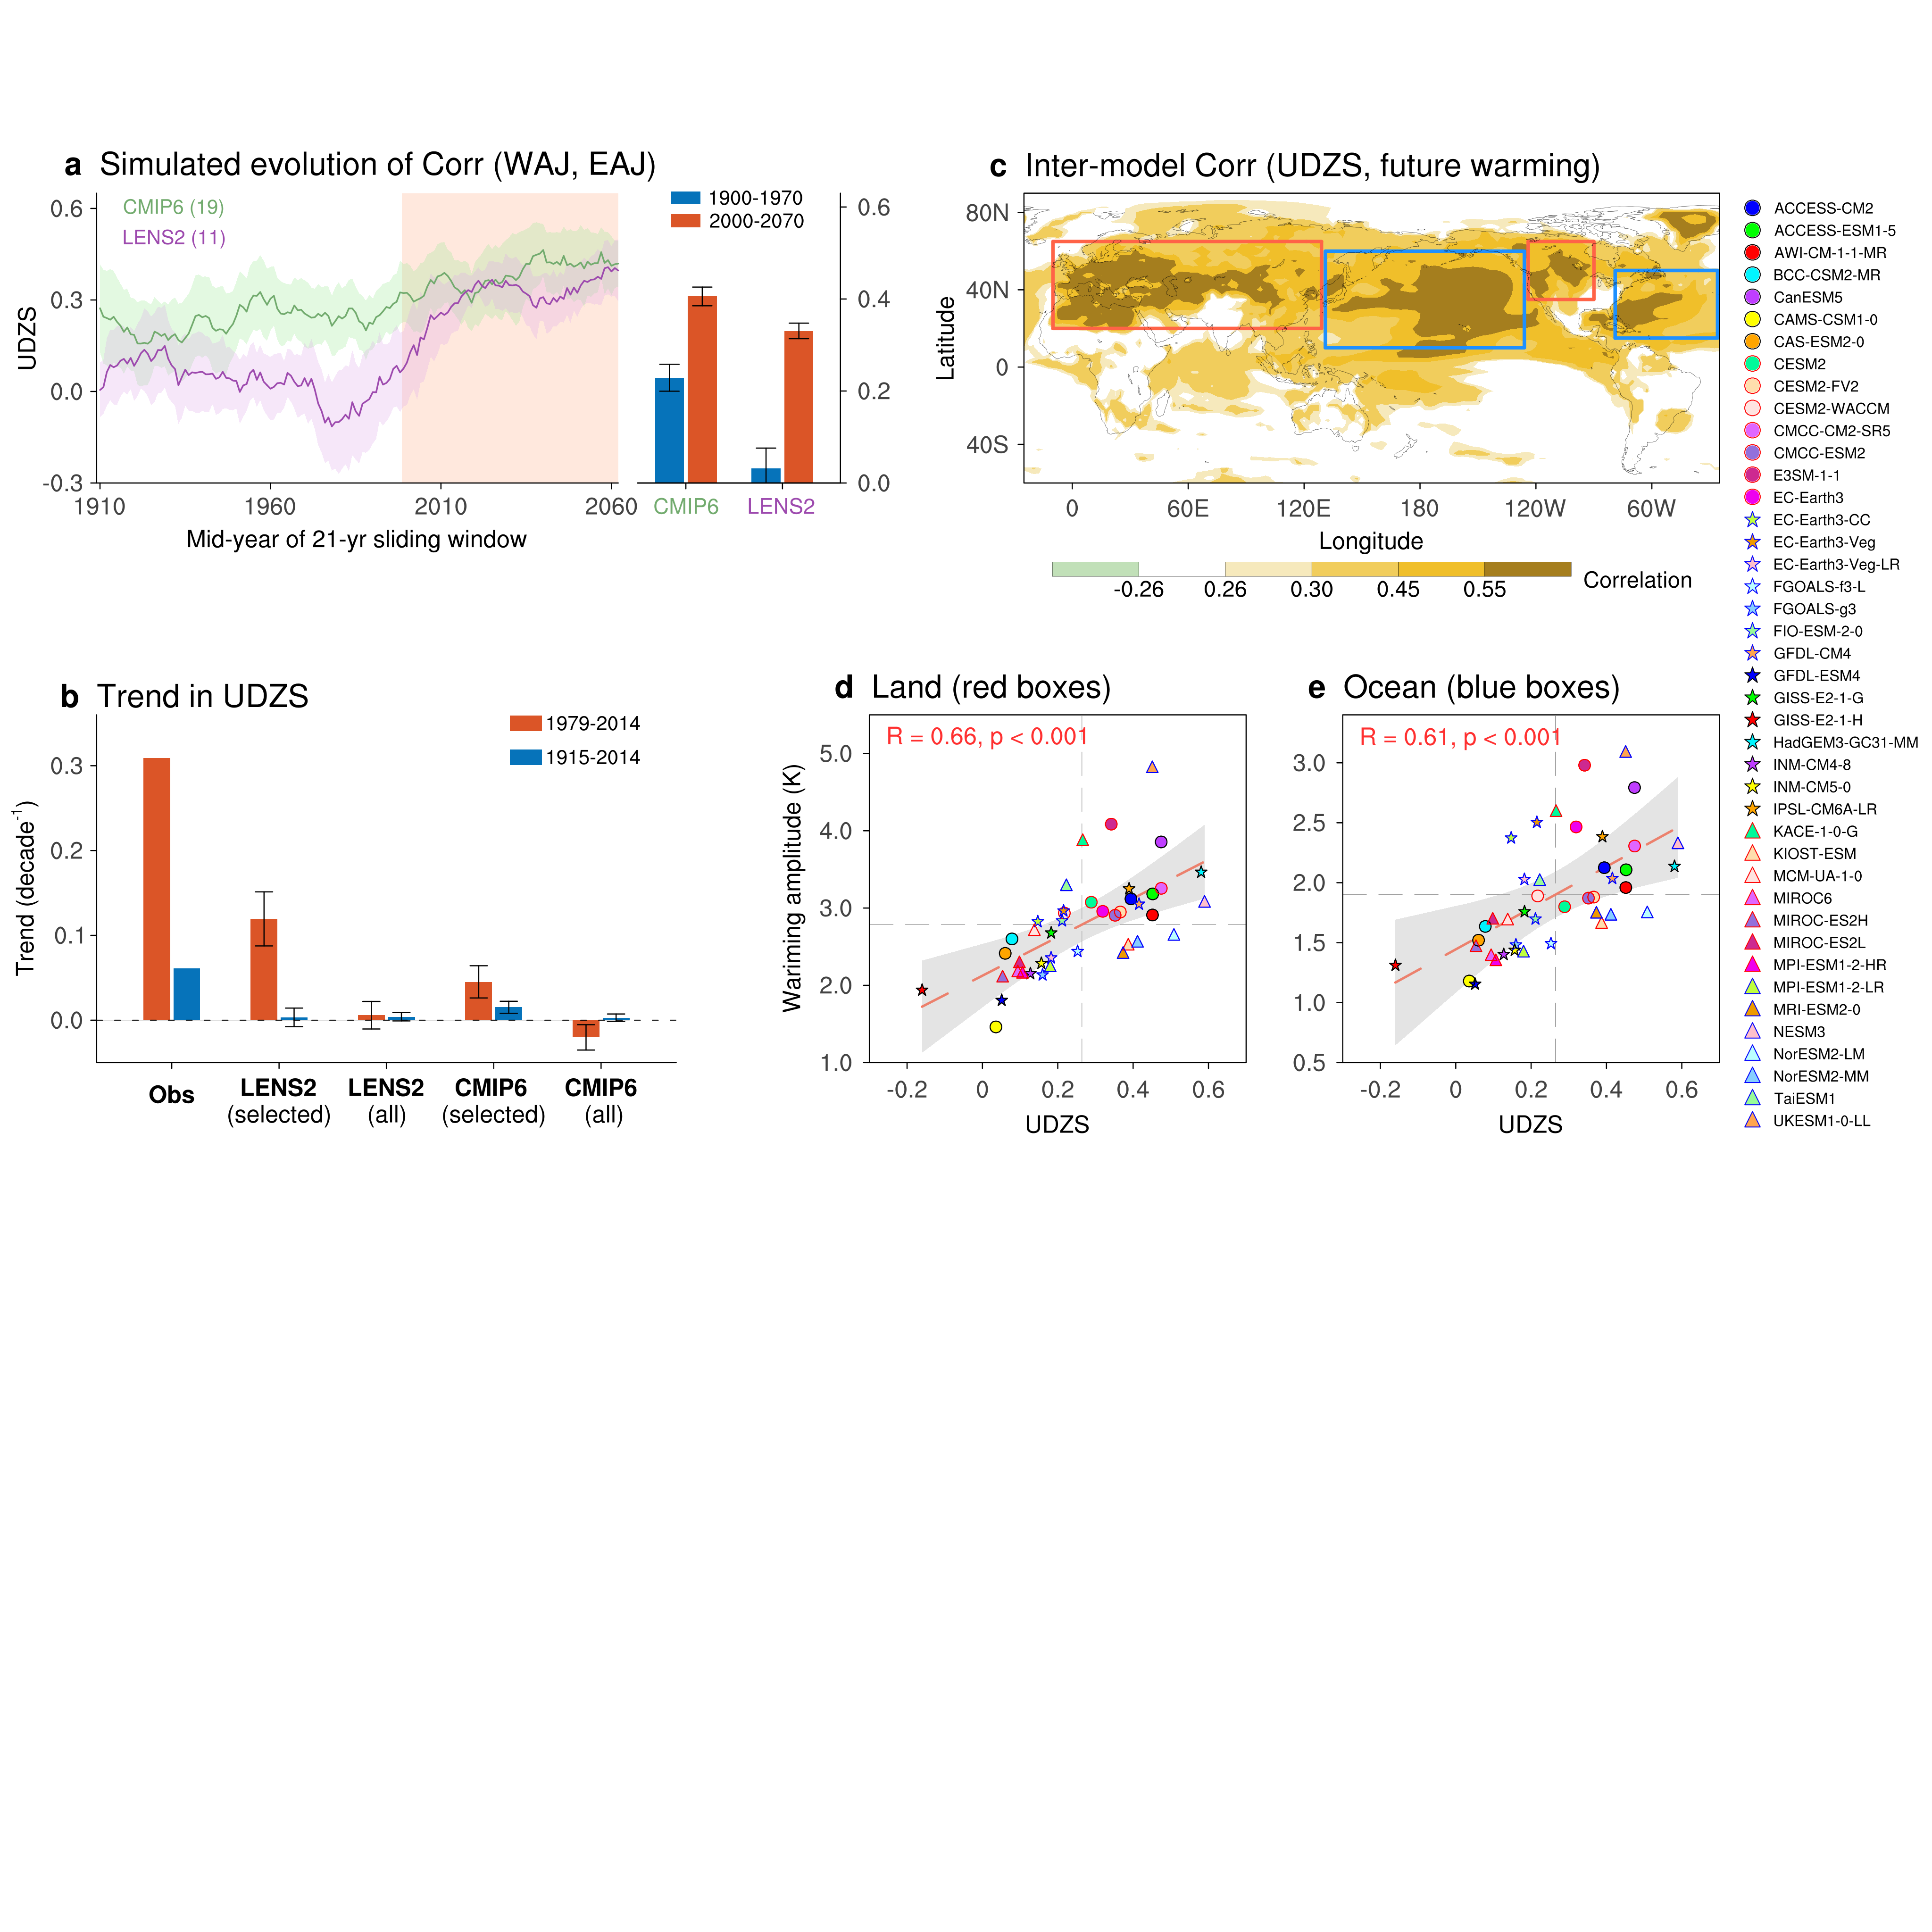 a Simulated evolution of Corr (WAJ, EAJ)
CMIP6 (19)
LENS2 (11)
1900-1970
2000-2070
0.6
0.3
0.0
-0.3
UDZS
0.6
0.4
0.2
0.0
1910 1960 2010 2060
CMIP6 LENS2
Mid-year of 21-yr sliding window
c Inter-model Corr (UDZS, future warming)
80N
40N
0
40S
Latitude
0 60E 120E 180 120W 60W
Longitude
-0.26 0.26 0.30 0.45 0.55
Correlation
b Trend in UDZS
1979-2014
1915-2014
0.3
0.2
0.1
0.0
Trend (decade-1)
Obs LENS2 LENS2 CMIP6 CMIP6
(selected) (all) (selected) (all)
d Land (red boxes)
R = 0.66, p < 0.001
5.0
4.0
3.0
2.0
1.0
Wariming amplitude (K)
-0.2 0 0.2 0.4 0.6
UDZS
e Ocean (blue boxes)
R = 0.61, p < 0.001
3.0
2.5
2.0
1.5
1.0
0.5
-0.2 0 0.2 0.4 0.6
UDZS
ACCESS-CM2
ACCESS-ESM1-5
AWI-CM-1-1-MR
BCC-CSM2-MR
CanESM5
CAMS-CSM1-0
CAS-ESM2-0
CESM2
CESM2-FV2
CESM2-WACCM
CMCC-CM2-SR5
CMCC-ESM2
E3SM-1-1
EC-Earth3
EC-Earth3-CC
EC-Earth3-Veg
EC-Earth3-Veg-LR
FGOALS-f3-L
FGOALS-g3
FIO-ESM-2-0
GFDL-CM4
GFDL-ESM4
GISS-E2-1-G
GISS-E2-1-H
HadGEM3-GC31-MM
INM-CM4-8
INM-CM5-0
IPSL-CM6A-LR
KACE-1-0-G
KIOST-ESM
MCM-UA-1-0
MIROC6
MIROC-ES2H
MIROC-ES2L
MPI-ESM1-2-HR
MPI-ESM1-2-LR
MRI-ESM2-0
NESM3
NorESM2-LM
NorESM2-MM
TaiESM1
UKESM1-0-LL